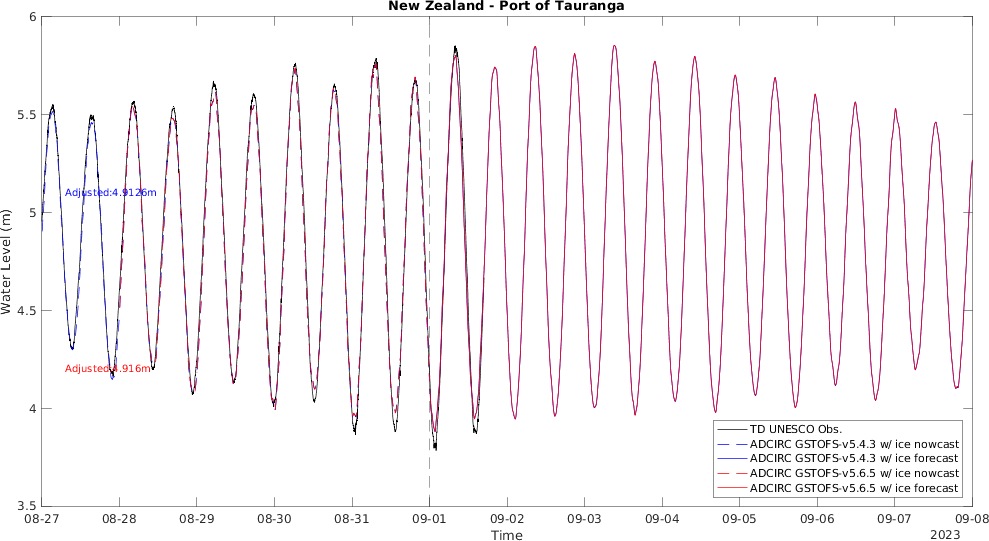 New Zealand - Port of Tauranga
6
5.5
5
4.5
4
3.5
Water Level (m)
Adjusted:4.9126m
Adjusted:4.916m
TD UNESCO Obs.
ADCIRC GSTOFS-v5.4.3 w/ ice nowcast
ADCIRC GSTOFS-v5.4.3 w/ ice forecast
ADCIRC GSTOFS-v5.6.5 w/ ice nowcast
ADCIRC GSTOFS-v5.6.5 w/ ice forecast
08-27 08-28 08-29 08-30 08-31 09-01 09-02 09-03 09-04 09-05 09-06 09-07 09-08
Time
2023